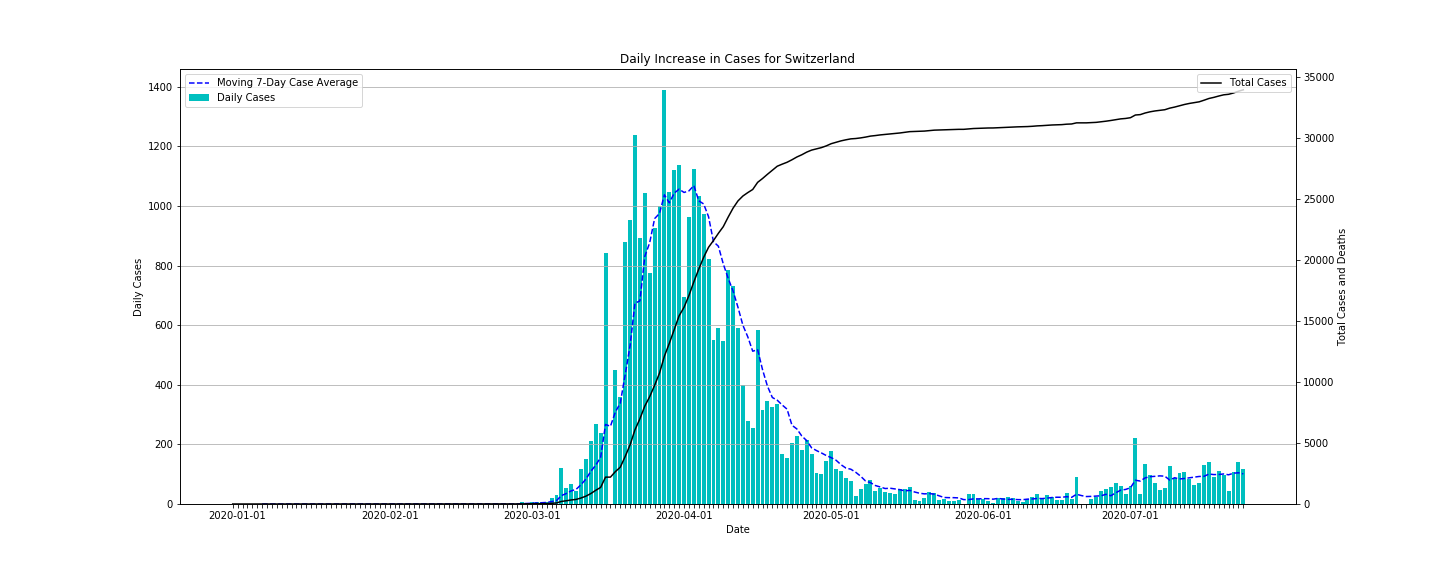 Daily Increase in Cases for Switzerland
Moving 7-Day Case Average
Daily Cases
Total Cases
1400
1200
1000
800
600
400
200
0
Daily Cases
35000
30000
25000
20000
15000
10000
5000
0
Total Cases and Deaths
2020-01-01 2020-02-01 2020-03-01 2020-04-01 2020-05-01 2020-06-01 2020-07-01
Date